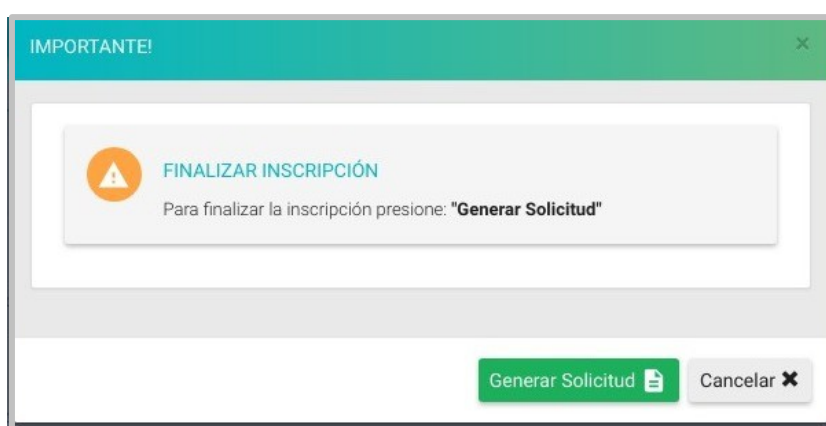 IMPORTANTE!
FINALIZAR INSCRIPCIÓN
Para finalizar la inscripción presione: "Generar Solicitud"
Generar Solicitud
Cancelar